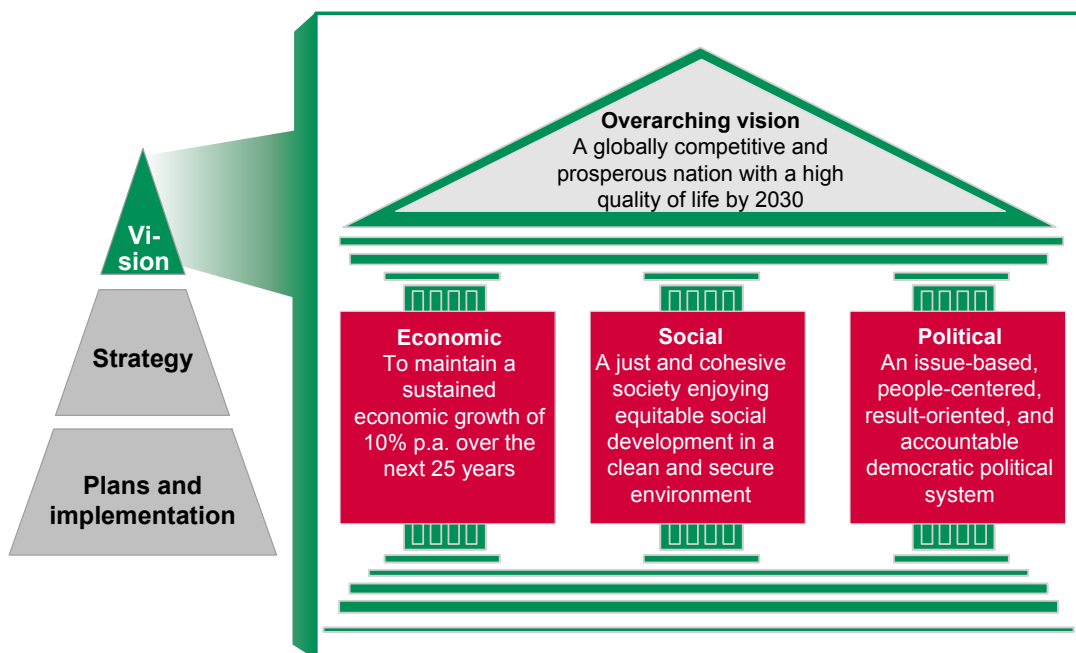 Overarching vision
A globally competitive and
prosperous nation with a high
quality of life by 2030
Vi-
sion
Strategy
Plans and
implementation
Economic
To maintain a
sustained
economic growth of
10% p.a. over the
next 25 years
Social
A just and cohesive
society enjoying
equitable social
development in a
clean and secure
environment
Political
An issue-based,
people-centered,
result-oriented, and
accountable
democratic political
system